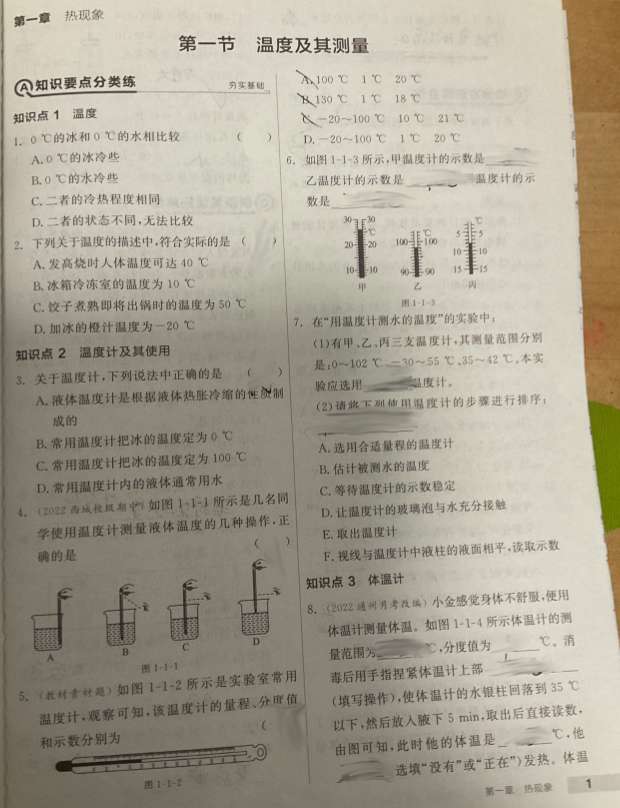 第一章 热现象
第一节 温度及其测量
A 知识要点分类练 夯实基础
知识点 1 温度
1. 0 ℃的冰和 0 ℃的水相比较 ( )
A. 0 ℃的冰冷些
B. 0 ℃的水冷些
C. 二者的冷热程度相同
D. 二者的状态不同,无法比较
2. 下列关于温度的描述中,符合实际的是 ( )
A. 发高烧时人体温度可达 40 ℃
B. 冰箱冷冻室的温度为 10 ℃
C. 饺子煮熟即将出锅时的温度为 50 ℃
D. 加冰的橙汁温度为-20 ℃
知识点 2 温度计及其使用
3. 关于温度计,下列说法中正确的是 ( )
A. 液体温度计是根据液体热胀冷缩的性质制
成的
B. 常用温度计把冰的温度定为 0 ℃
C. 常用温度计把冰的温度定为 100 ℃
D. 常用温度计内的液体通常用水
4. (2022 西城校级期中) 如图 1-1-1 所示是几名同
学使用温度计测量液体温度的几种操作,正
确的是 ( )
A B C D
图 1-1-1
5. (教材素材题) 如图 1-1-2 所示是实验室常用
温度计,观察可知,该温度计的量程、分度值
和示数分别为 (
图 1-1-2
A. 100 ℃ 1 ℃ 20 ℃
B. 130 ℃ 1 ℃ 18 ℃
C. -20～100 ℃ 10 ℃ 21 ℃
D. -20～100 ℃ 1 ℃ 20 ℃
6. 如图 1-1-3 所示,甲温度计的示数是
乙温度计的示数是 温度计的示
数是
30 30 ℃ 20 20 10 10 甲
℃ 100 100 90 90 乙
℃ 5 5 10 10 15 15 丙
图 1-1-3
7. 在“用温度计测水的温度”的实验中:
(1)有甲、乙、丙三支温度计,其测量范围分别
是:0～102 ℃ -30～55 ℃、35～42 ℃。本实
验应选用 温度计。
(2)请将下列使用温度计的步骤进行排序:
A. 选用合适量程的温度计
B. 估计被测水的温度
C. 等待温度计的示数稳定
D. 让温度计的玻璃泡与水充分接触
E. 取出温度计
F. 视线与温度计中液柱的液面相平,读取示数
知识点 3 体温计
8. (2022 通州月考改编) 小金感觉身体不舒服,使用
体温计测量体温。如图 1-1-4 所示体温计的测
量范围为 ℃,分度值为 ℃。消
毒后用手指捏紧体温计上部
(填写操作),使体温计的水银柱回落到 35 ℃
以下,然后放入腋下 5 min,取出后直接读数,
由图可知,此时他的体温是 ℃,他
选填“没有”或“正在”)发热。体温
第一章 热现象 1